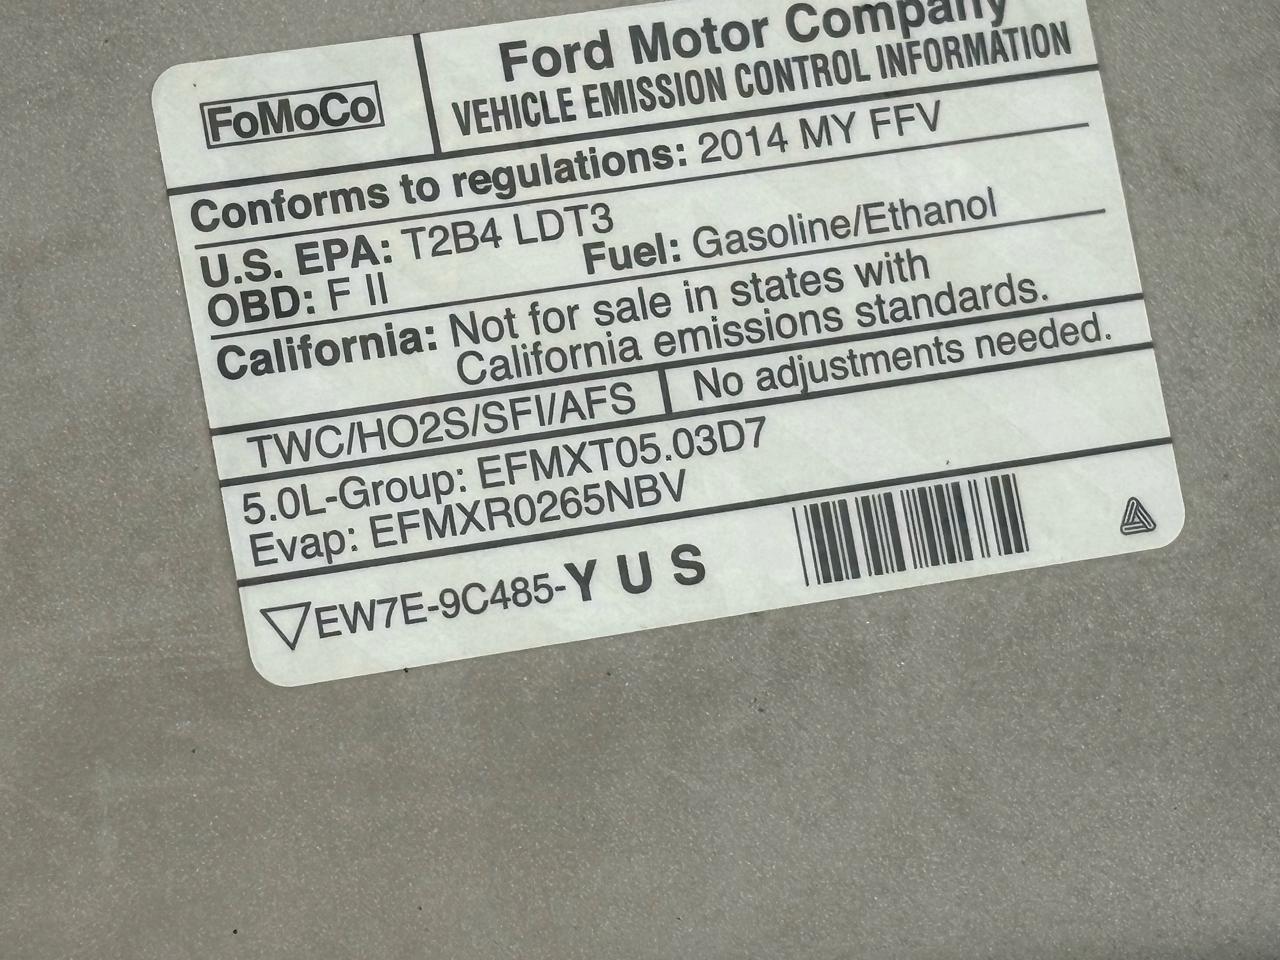 FoMoCo
Ford Motor Company
VEHICLE EMISSION CONTROL INFORMATION
Conforms to regulations: 2014 MY FFV
U.S. EPA: T2B4 LDT3
OBD: F II
Fuel: Gasoline/Ethanol
California: Not for sale in states with
California emissions standards.
TWC/HO2S/SFI/AFS
No adjustments needed.
5.0L-Group: EFMXT05.03D7
Evap: EFMXR0265NBV
EW7E-9C485-Y U S